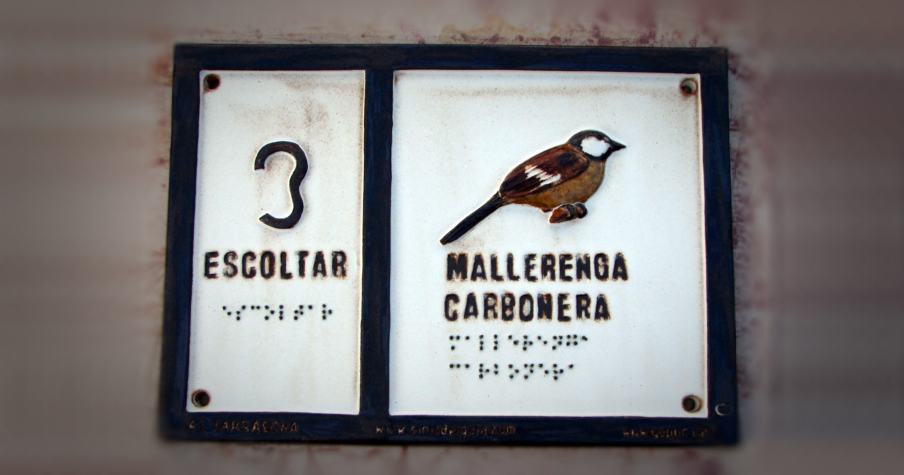 3
ESCOLTAR
⠑⠎⠉⠕⠇⠞⠁⠗
MALLERENGA
CARBONERA
⠍⠁⠇⠇⠑⠗⠑⠝⠛⠁
⠉⠁⠗⠃⠕⠝⠑⠗⠁